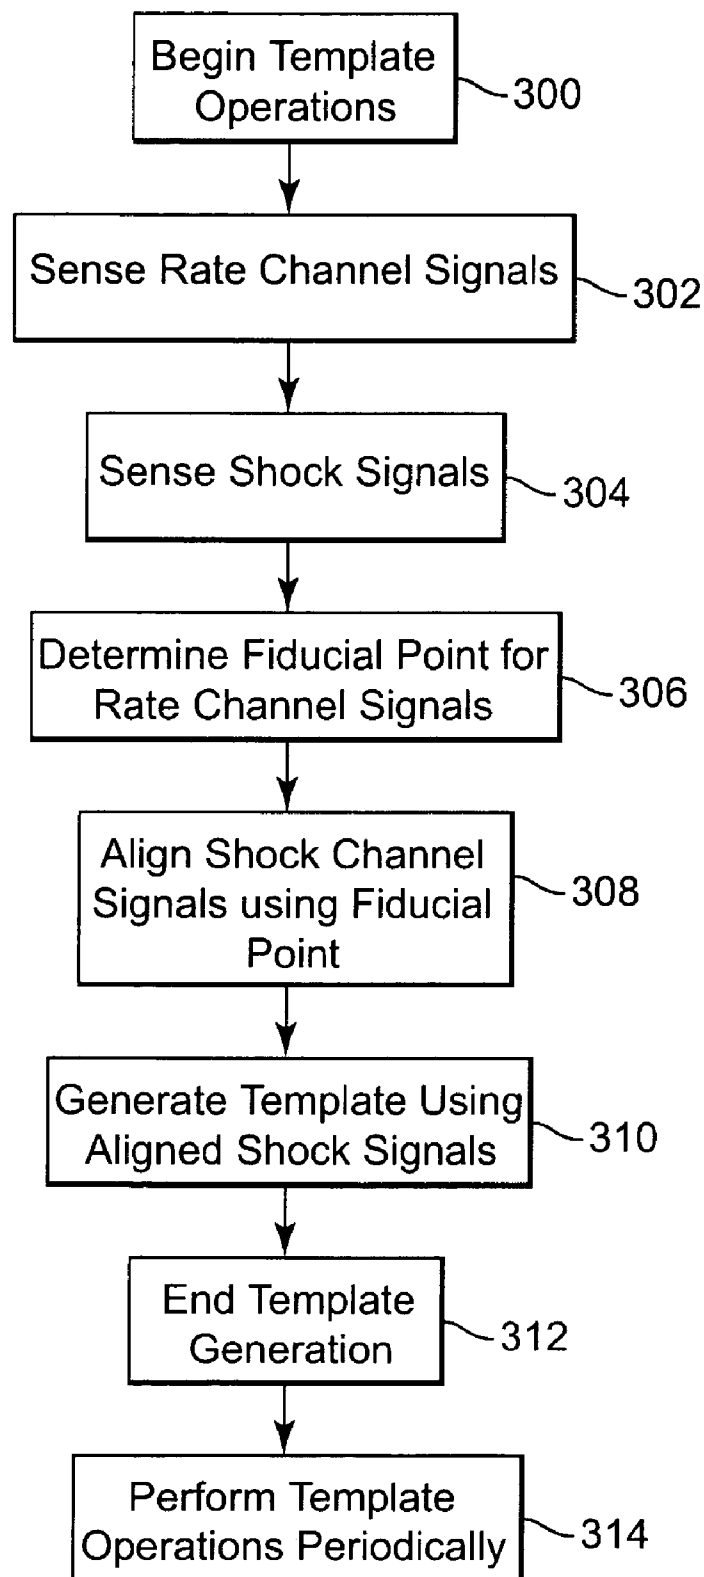 Begin Template
Operations
300
Sense Rate Channel Signals
302
Sense Shock Signals
304
Determine Fiducial Point for
Rate Channel Signals
306
Align Shock Channel
Signals using Fiducial
Point
308
Generate Template Using
Aligned Shock Signals
310
End Template
Generation
312
Perform Template
Operations Periodically
314